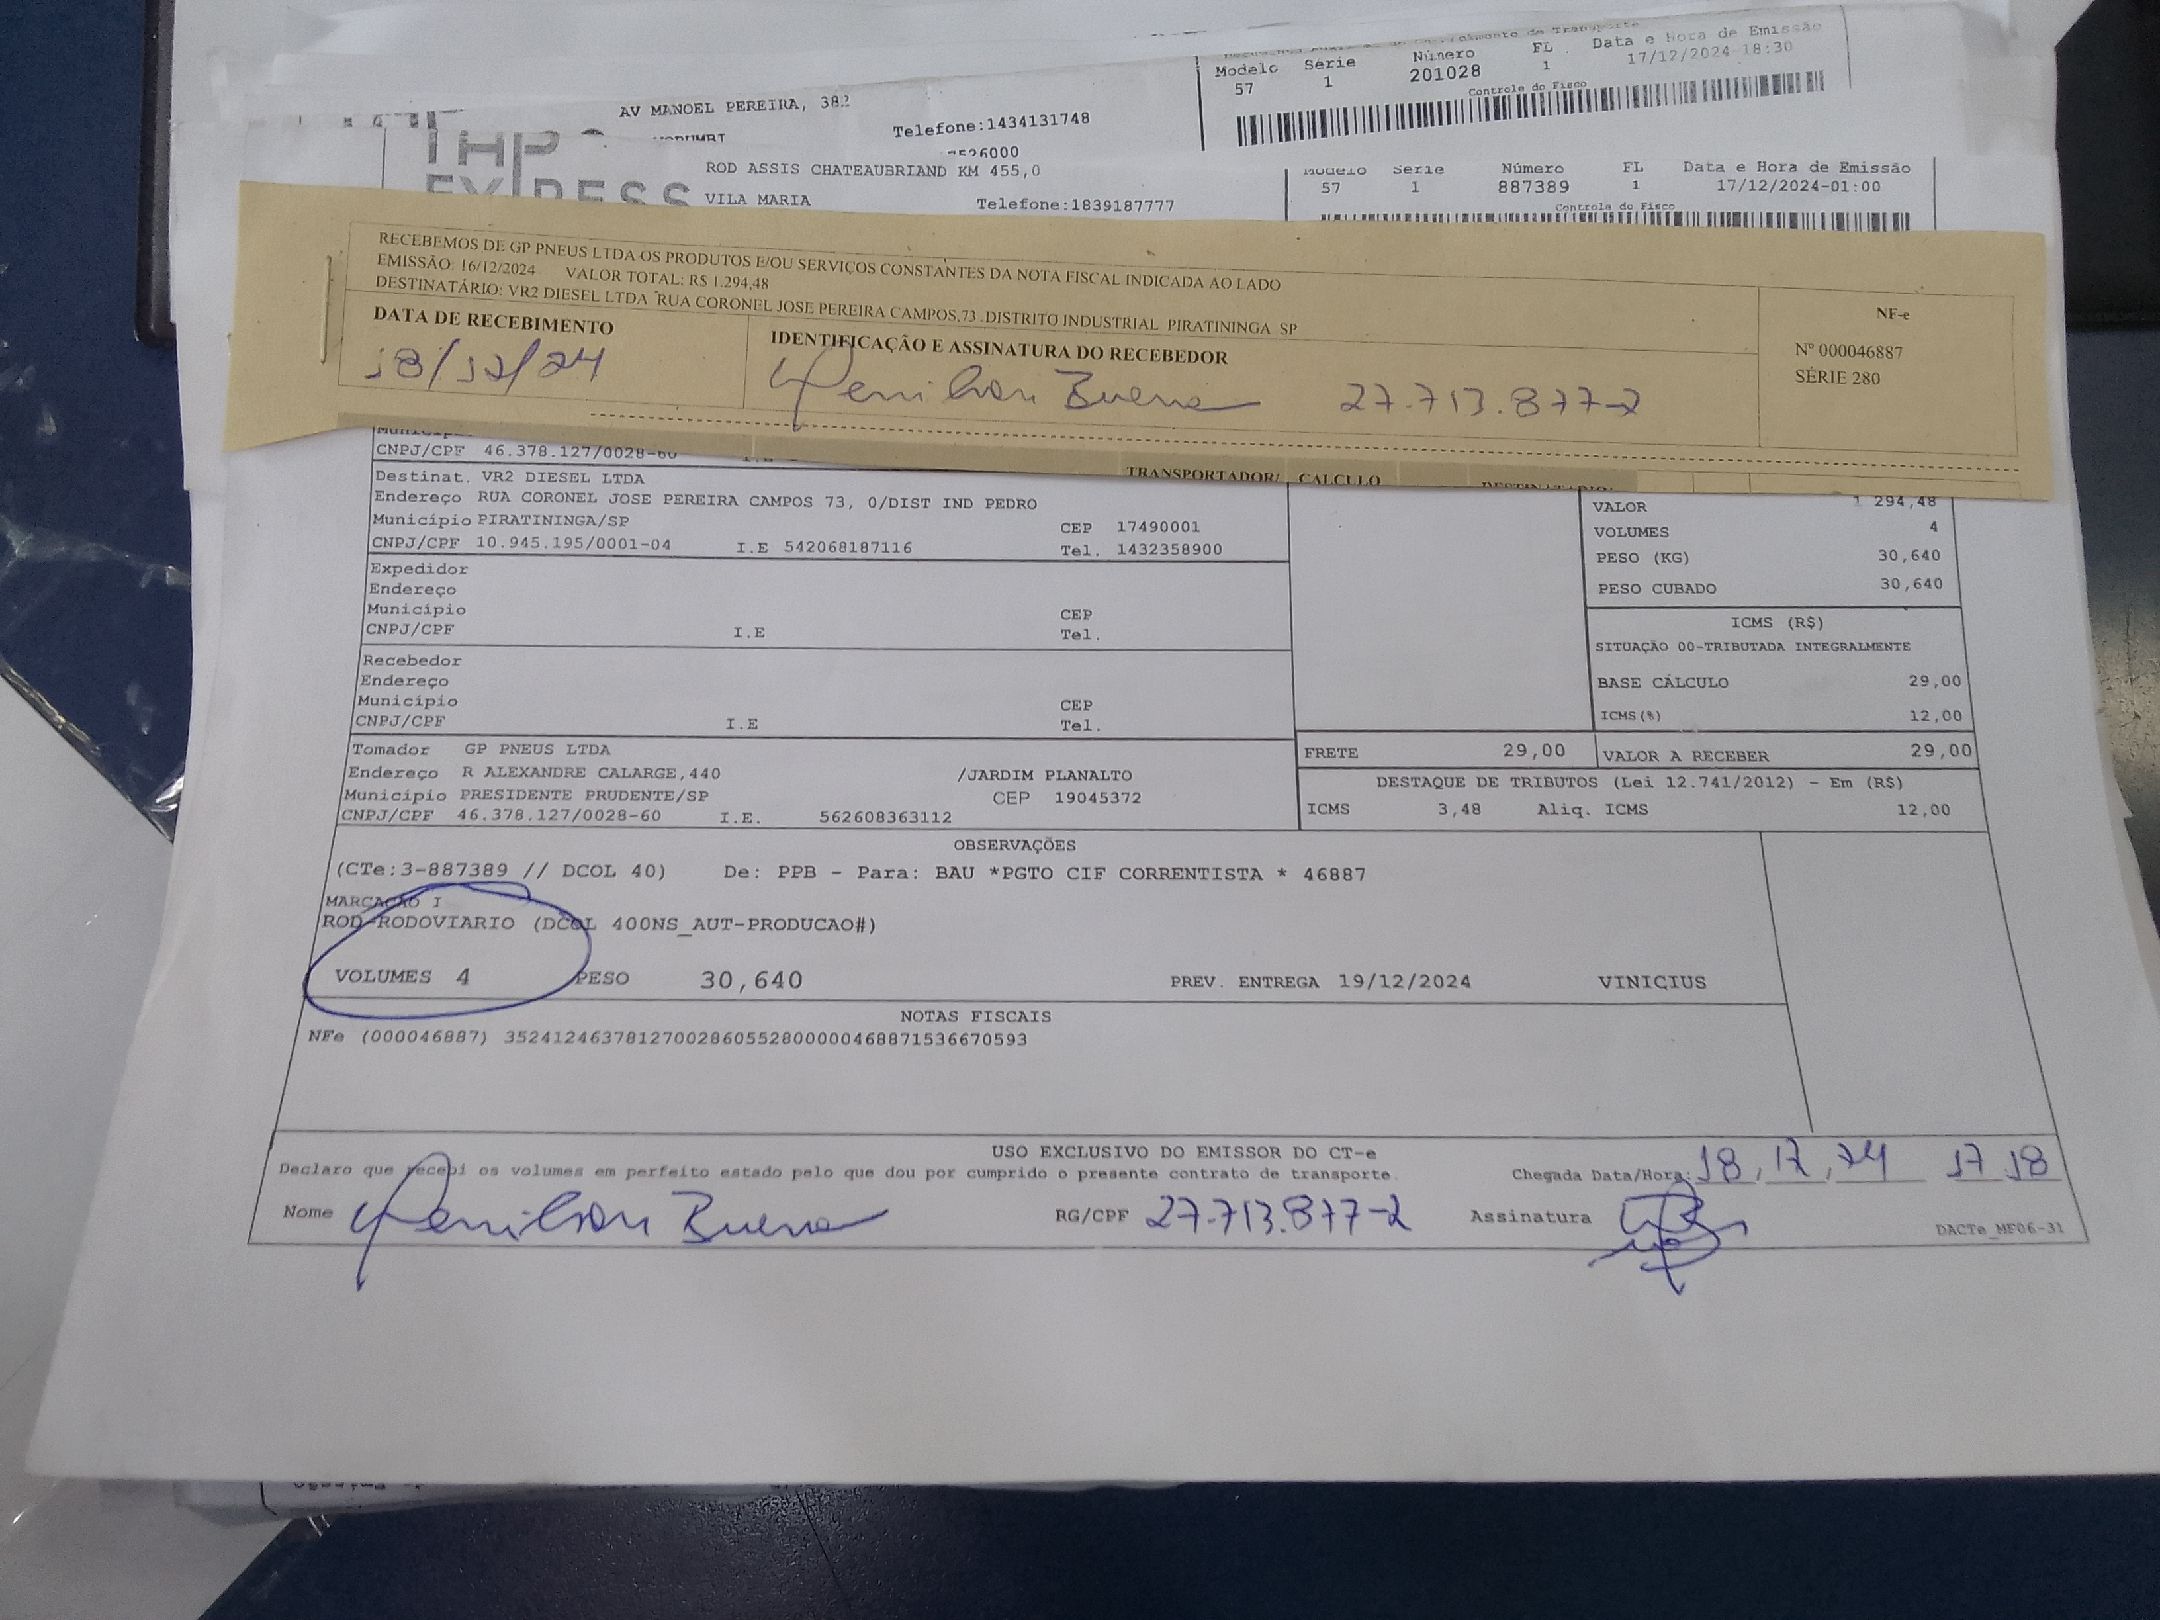 Modelo Série Número FL Data e Hora de Emissão
57 1 201028 1 17/12/2024-18:30
Controle do Fisco
AV MANOEL PEREIRA, 382
Telefone:1434131748
ROD ASSIS CHATEAUBRIAND KM 455,0
VILA MARIA Telefone:1839187777
Modelo Série Número FL Data e Hora de Emissão
57 1 887389 1 17/12/2024-01:00
Controle do Fisco
RECEBEMOS DE GP PNEUS LTDA OS PRODUTOS E/OU SERVIÇOS CONSTANTES DA NOTA FISCAL INDICADA AO LADO
EMISSÃO: 16/12/2024 VALOR TOTAL: R$ 1.294,48
DESTINATÁRIO: VR2 DIESEL LTDA RUA CORONEL JOSE PEREIRA CAMPOS,73 .DISTRITO INDUSTRIAL PIRATININGA SP
DATA DE RECEBIMENTO
18/12/24
IDENTIFICAÇÃO E ASSINATURA DO RECEBEDOR
Bueno 27.713.877-2
NF-e
Nº 000046887
SÉRIE 280
CNPJ/CPF 46.378.127/0028-60
TRANSPORTADOR/ CALCULO
Destinat. VR2 DIESEL LTDA
Endereço RUA CORONEL JOSE PEREIRA CAMPOS 73, 0/DIST IND PEDRO
Município PIRATININGA/SP CEP 17490001
CNPJ/CPF 10.945.195/0001-04 I.E 542068187116 Tel. 1432358900
Expedidor
Endereço
Município CEP
CNPJ/CPF I.E Tel.
Recebedor
Endereço
Município CEP
CNPJ/CPF I.E Tel.
Tomador GP PNEUS LTDA
Endereço R ALEXANDRE CALARGE,440 /JARDIM PLANALTO
Município PRESIDENTE PRUDENTE/SP CEP 19045372
CNPJ/CPF 46.378.127/0028-60 I.E. 562608363112
VALOR 1 294,48
VOLUMES 4
PESO (KG) 30,640
PESO CUBADO 30,640
ICMS (R$)
SITUAÇÃO 00-TRIBUTADA INTEGRALMENTE
BASE CÁLCULO 29,00
ICMS(%) 12,00
FRETE 29,00 VALOR A RECEBER 29,00
DESTAQUE DE TRIBUTOS (Lei 12.741/2012) - Em (R$)
ICMS 3,48 Aliq. ICMS 12,00
OBSERVAÇÕES
(CTe:3-887389 // DCOL 40) De: PPB - Para: BAU *PGTO CIF CORRENTISTA * 46887
MARCAÇÃO I
ROD-RODOVIARIO (DCOL 400NS_AUT-PRODUCAO#)
VOLUMES 4 PESO 30,640 PREV. ENTREGA 19/12/2024 VINICIUS
NOTAS FISCAIS
NFe (000046887) 35241246378127002860552800000468871536670593
USO EXCLUSIVO DO EMISSOR DO CT-e
Declaro que recebi os volumes em perfeito estado pelo que dou por cumprido o presente contrato de transporte.
Chegada Data/Hora: 18,12,24 17 18
Nome Bueno RG/CPF 27.713.877-2 Assinatura
DACTe_MF06-31